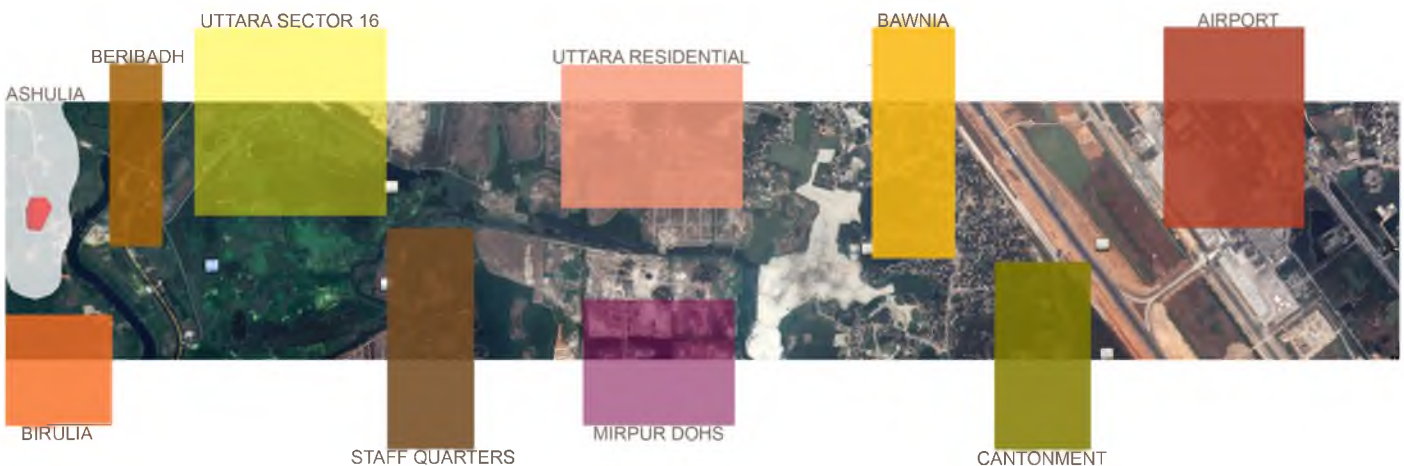 UTTARA SECTOR 16
BAWNIA
AIRPORT
BERIBADH
UTTARA RESIDENTIAL
ASHULIA
BIRULIA
MIRPUR DOHS
STAFF QUARTERS
CANTONMENT